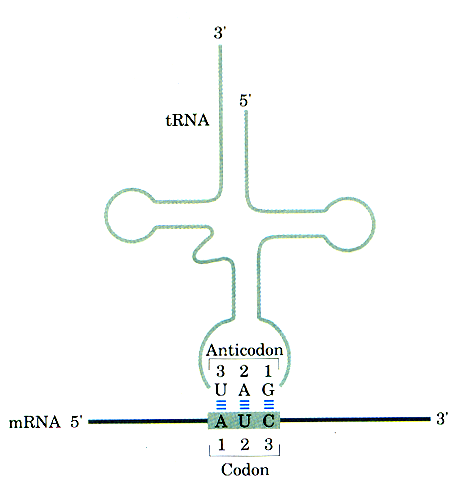 3'
5'
tRNA
Anticodon
3 2 1
U A G
mRNA 5' A U C 3'
1 2 3
Codon